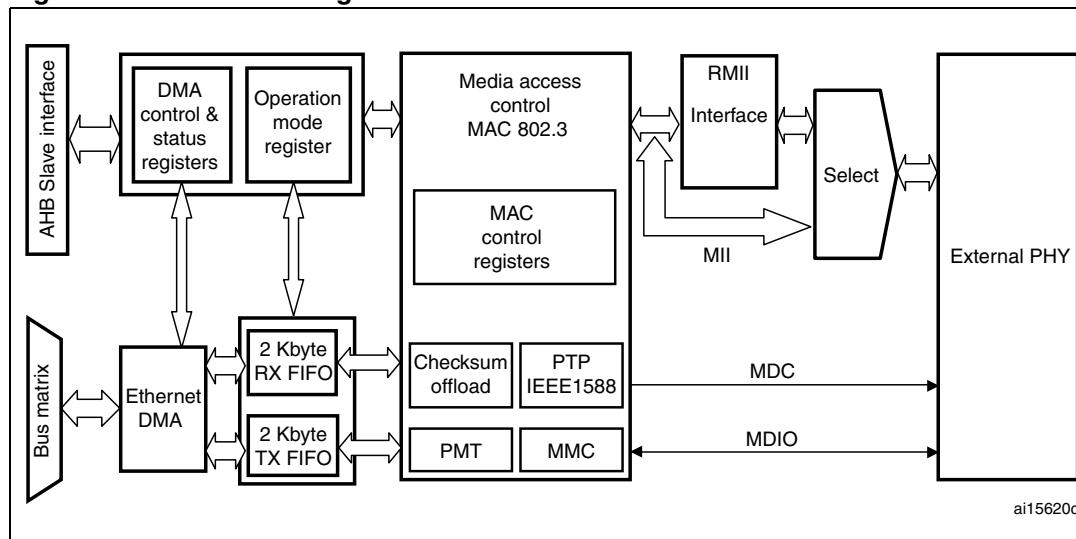 AHB Slave interface
DMA
control &
status
registers
Operation
mode
register
Media access
control
MAC 802.3
RMII
Interface
Select
External PHY
MAC
control
registers
MII
Bus matrix
Ethernet
DMA
2 Kbyte
RX FIFO
2 Kbyte
TX FIFO
Checksum
offload
PTP
IEEE1588
PMT
MMC
MDC
MDIO
ai15620c